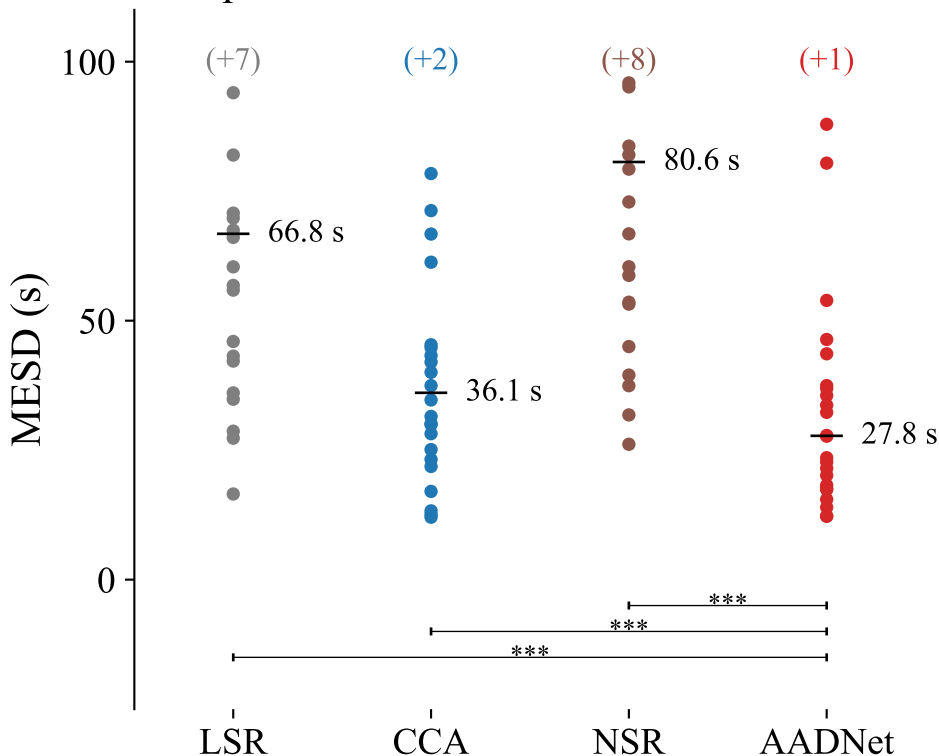 100
(+7)
(+2)
(+8)
(+1)
80.6 s
66.8 s
50
36.1 s
27.8 s
MESD (s)
0
***
***
***
LSR
CCA
NSR
AADNet